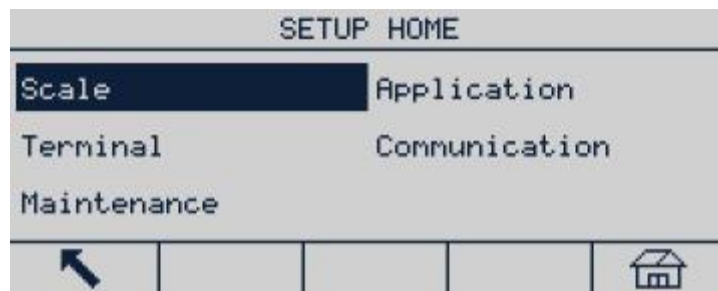 SETUP HOME
Scale
Application
Terminal
Communication
Maintenance